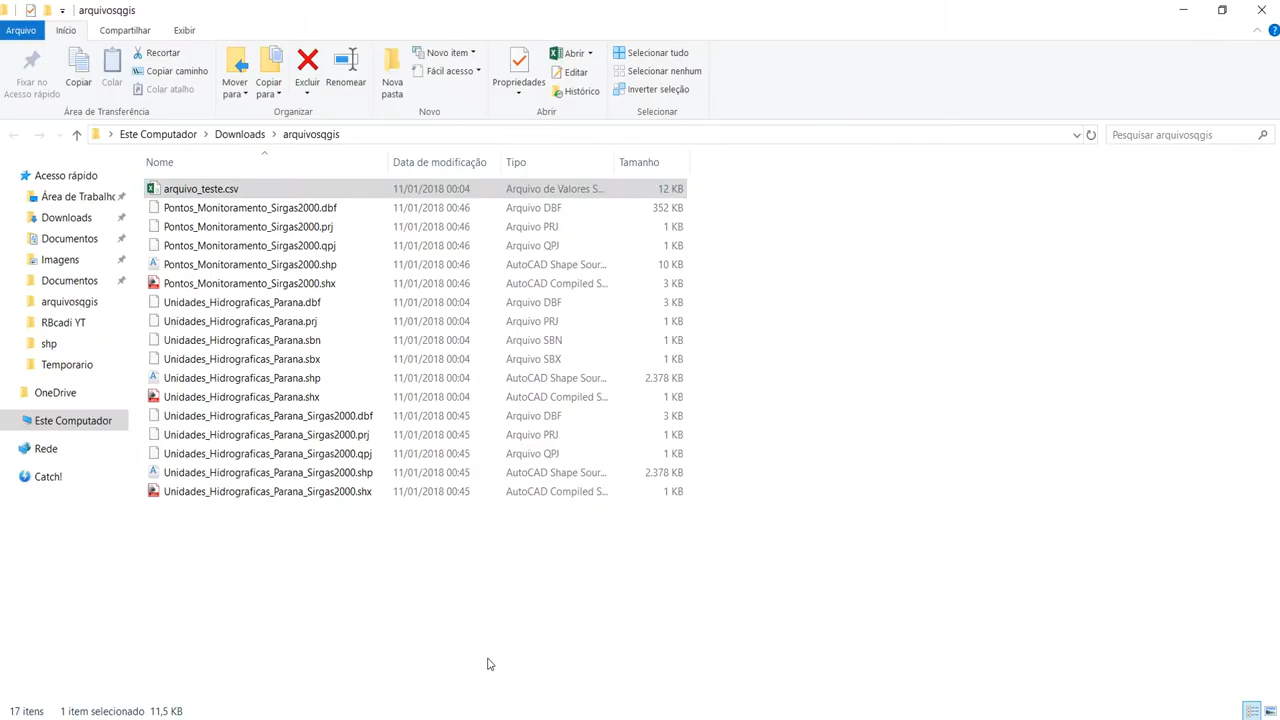 arquivosqgis
Arquivo Início Compartilhar Exibir
Fixar no Acesso rápido
Copiar
Colar
Recortar
Copiar caminho
Colar atalho
Mover para
Copiar para
Excluir
Renomear
Nova pasta
Novo item
Fácil acesso
Propriedades
Abrir
Editar
Histórico
Selecionar tudo
Selecionar nenhum
Inverter seleção
Área de Transferência Organizar Novo Abrir Selecionar
Este Computador Downloads arquivosqgis
Pesquisar arquivosqgis
Acesso rápido
Área de Trabalho
Downloads
Documentos
Imagens
Documentos
arquivosqgis
RBcadi YT
shp
Temporario
OneDrive
Este Computador
Rede
Catch!
Nome Data de modificação Tipo Tamanho
arquivo_teste.csv 11/01/2018 00:04 Arquivo de Valores S... 12 KB
Pontos_Monitoramento_Sirgas2000.dbf 11/01/2018 00:46 Arquivo DBF 352 KB
Pontos_Monitoramento_Sirgas2000.prj 11/01/2018 00:46 Arquivo PRJ 1 KB
Pontos_Monitoramento_Sirgas2000.qpj 11/01/2018 00:46 Arquivo QPJ 1 KB
Pontos_Monitoramento_Sirgas2000.shp 11/01/2018 00:46 AutoCAD Shape Sour... 10 KB
Pontos_Monitoramento_Sirgas2000.shx 11/01/2018 00:46 AutoCAD Compiled S... 3 KB
Unidades_Hidrograficas_Parana.dbf 11/01/2018 00:04 Arquivo DBF 3 KB
Unidades_Hidrograficas_Parana.prj 11/01/2018 00:04 Arquivo PRJ 1 KB
Unidades_Hidrograficas_Parana.sbn 11/01/2018 00:04 Arquivo SBN 1 KB
Unidades_Hidrograficas_Parana.sbx 11/01/2018 00:04 Arquivo SBX 1 KB
Unidades_Hidrograficas_Parana.shp 11/01/2018 00:04 AutoCAD Shape Sour... 2.378 KB
Unidades_Hidrograficas_Parana.shx 11/01/2018 00:04 AutoCAD Compiled S... 1 KB
Unidades_Hidrograficas_Parana_Sirgas2000.dbf 11/01/2018 00:45 Arquivo DBF 3 KB
Unidades_Hidrograficas_Parana_Sirgas2000.prj 11/01/2018 00:45 Arquivo PRJ 1 KB
Unidades_Hidrograficas_Parana_Sirgas2000.qpj 11/01/2018 00:45 Arquivo QPJ 1 KB
Unidades_Hidrograficas_Parana_Sirgas2000.shp 11/01/2018 00:45 AutoCAD Shape Sour... 2.378 KB
Unidades_Hidrograficas_Parana_Sirgas2000.shx 11/01/2018 00:45 AutoCAD Compiled S... 1 KB
17 itens 1 item selecionado 11,5 KB